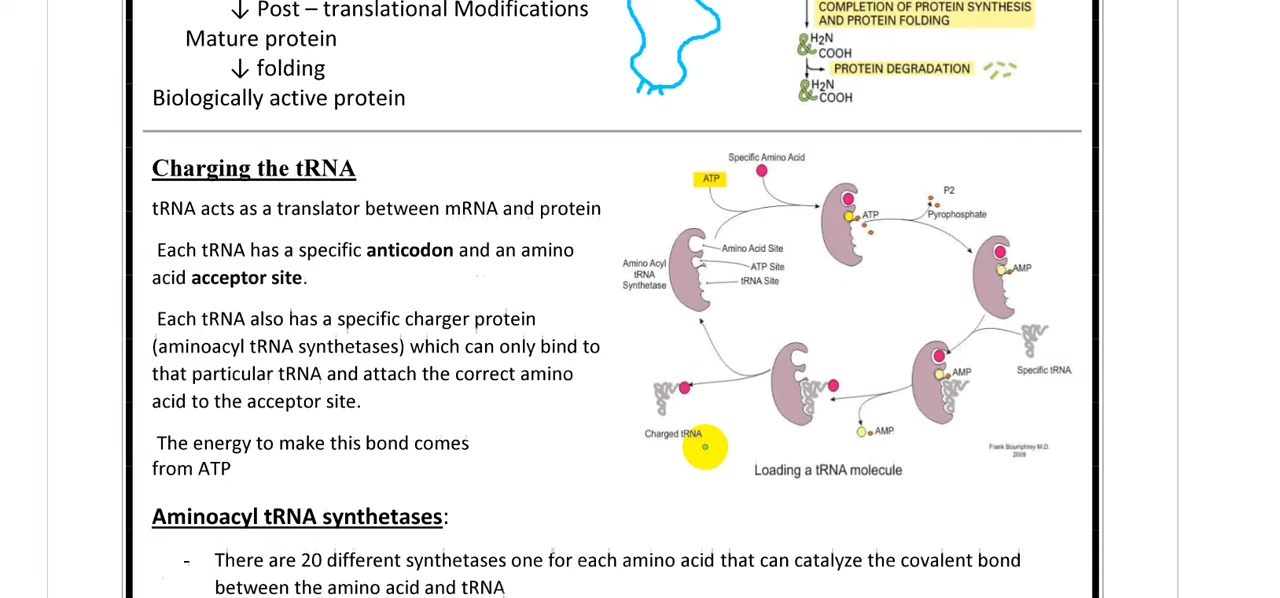 ↓ Post – translational Modifications
Mature protein
↓ folding
Biologically active protein
COMPLETION OF PROTEIN SYNTHESIS
AND PROTEIN FOLDING
H2N
COOH
PROTEIN DEGRADATION
H2N
COOH
Charging the tRNA
tRNA acts as a translator between mRNA and protein
Each tRNA has a specific anticodon and an amino
acid acceptor site.
Each tRNA also has a specific charger protein
(aminoacyl tRNA synthetases) which can only bind to
that particular tRNA and attach the correct amino
acid to the acceptor site.
The energy to make this bond comes
from ATP
Specific Amino Acid
ATP
ATP
P2
Pyrophosphate
Amino Acid Site
ATP Site
tRNA Site
Amino Acyl
tRNA
Synthetase
AMP
Specific tRNA
AMP
AMP
Charged tRNA
Frank Boumphrey M.D.
2009
Loading a tRNA molecule
Aminoacyl tRNA synthetases:
- There are 20 different synthetases one for each amino acid that can catalyze the covalent bond
between the amino acid and tRNA